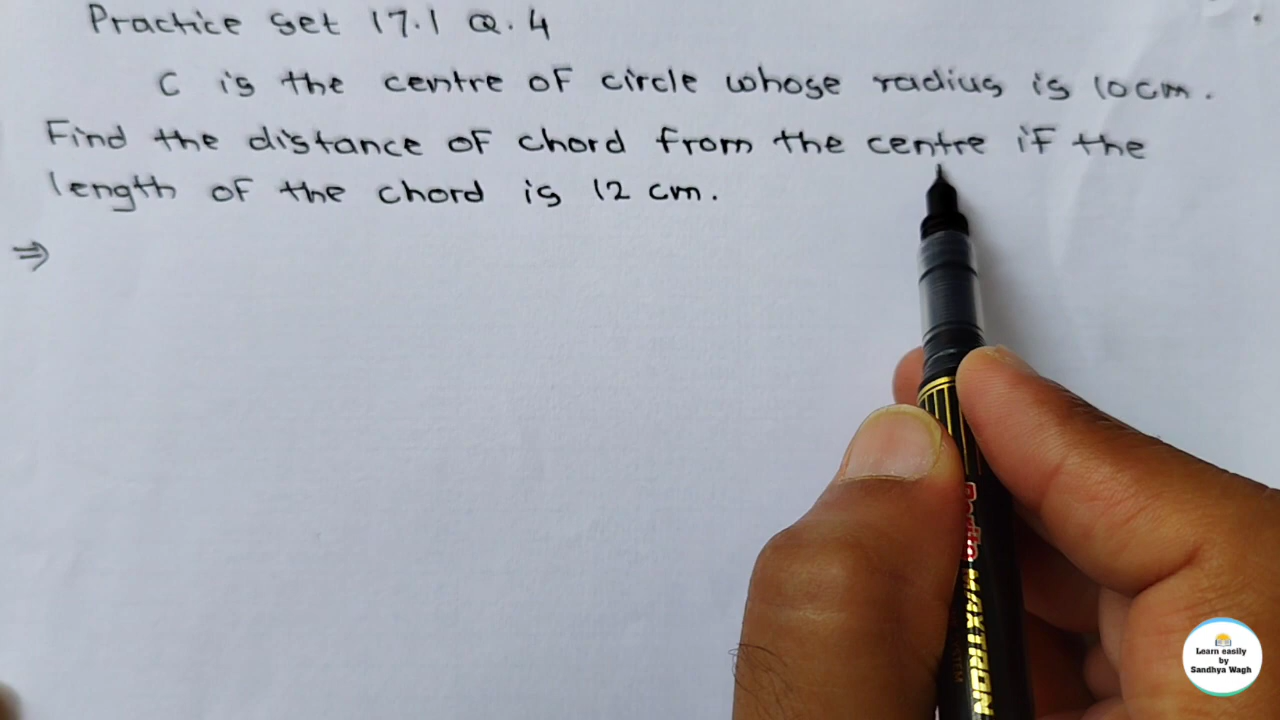 Practice set 17.1 Q.4
C is the centre of circle whose radius is 10cm.
Find the distance of chord from the centre if the
length of the chord is 12 cm.
⇒
MAXTRON
Learn easily
by
Sandhya Wagh